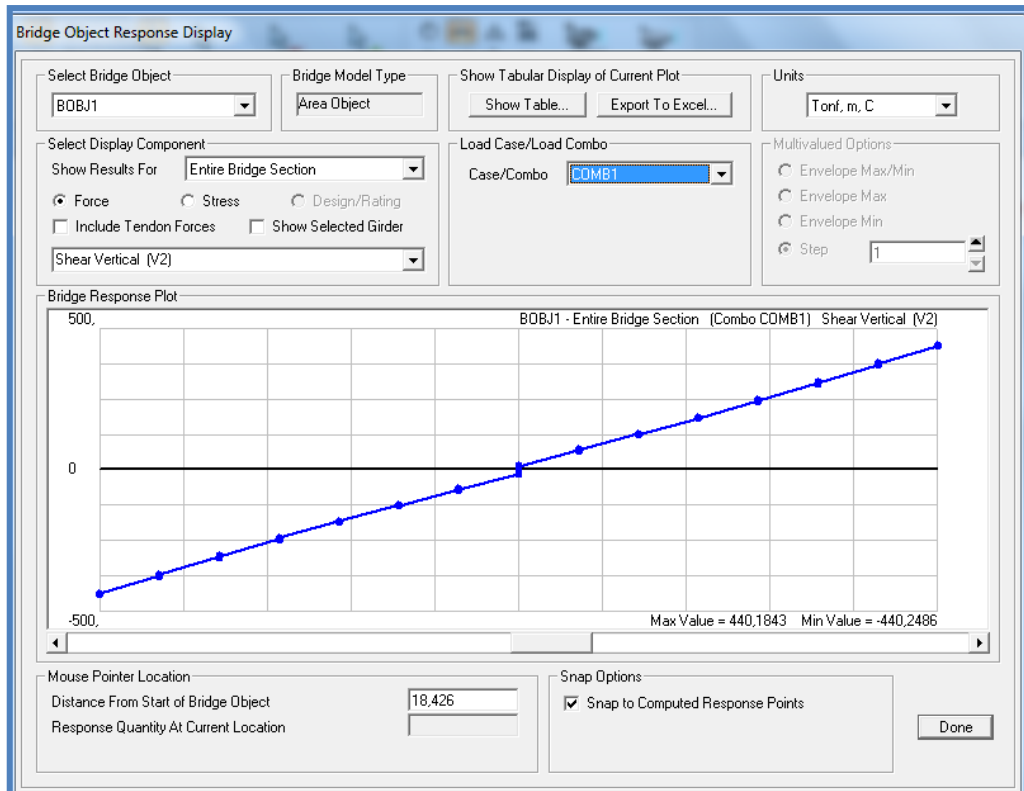 Bridge Object Response Display
Select Bridge Object
BOBJ1
Bridge Model Type
Area Object
Show Tabular Display of Current Plot
Show Table...
Export To Excel...
Units
Tonf, m, C
Select Display Component
Show Results For
Entire Bridge Section
Force
Stress
Design/Rating
Include Tendon Forces
Show Selected Girder
Shear Vertical (V2)
Load Case/Load Combo
Case/Combo
COMB1
Multivalued Options
Envelope Max/Min
Envelope Max
Envelope Min
Step
1
Bridge Response Plot
500,
BOBJ1 - Entire Bridge Section (Combo COMB1) Shear Vertical (V2)
0
-500,
Max Value = 440,1843 Min Value = -440,2486
Mouse Pointer Location
Distance From Start of Bridge Object
18,426
Response Quantity At Current Location
Snap Options
Snap to Computed Response Points
Done